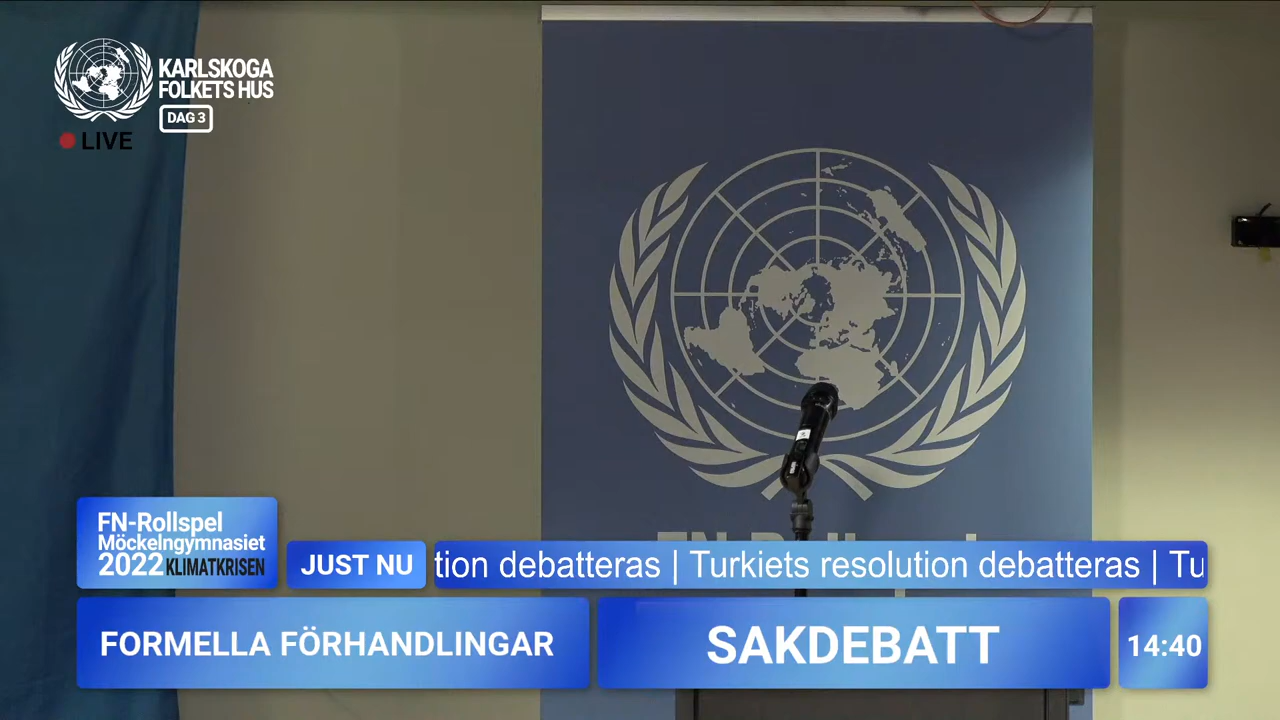 KARLSKOGA
FOLKETS HUS
DAG 3
LIVE
FN-Rollspel
Möckelngymnasiet
2022 KLIMATKRISEN
JUST NU
tion debatteras | Turkiets resolution debatteras | Tu
FORMELLA FÖRHANDLINGAR
SAKDEBATT
14:40